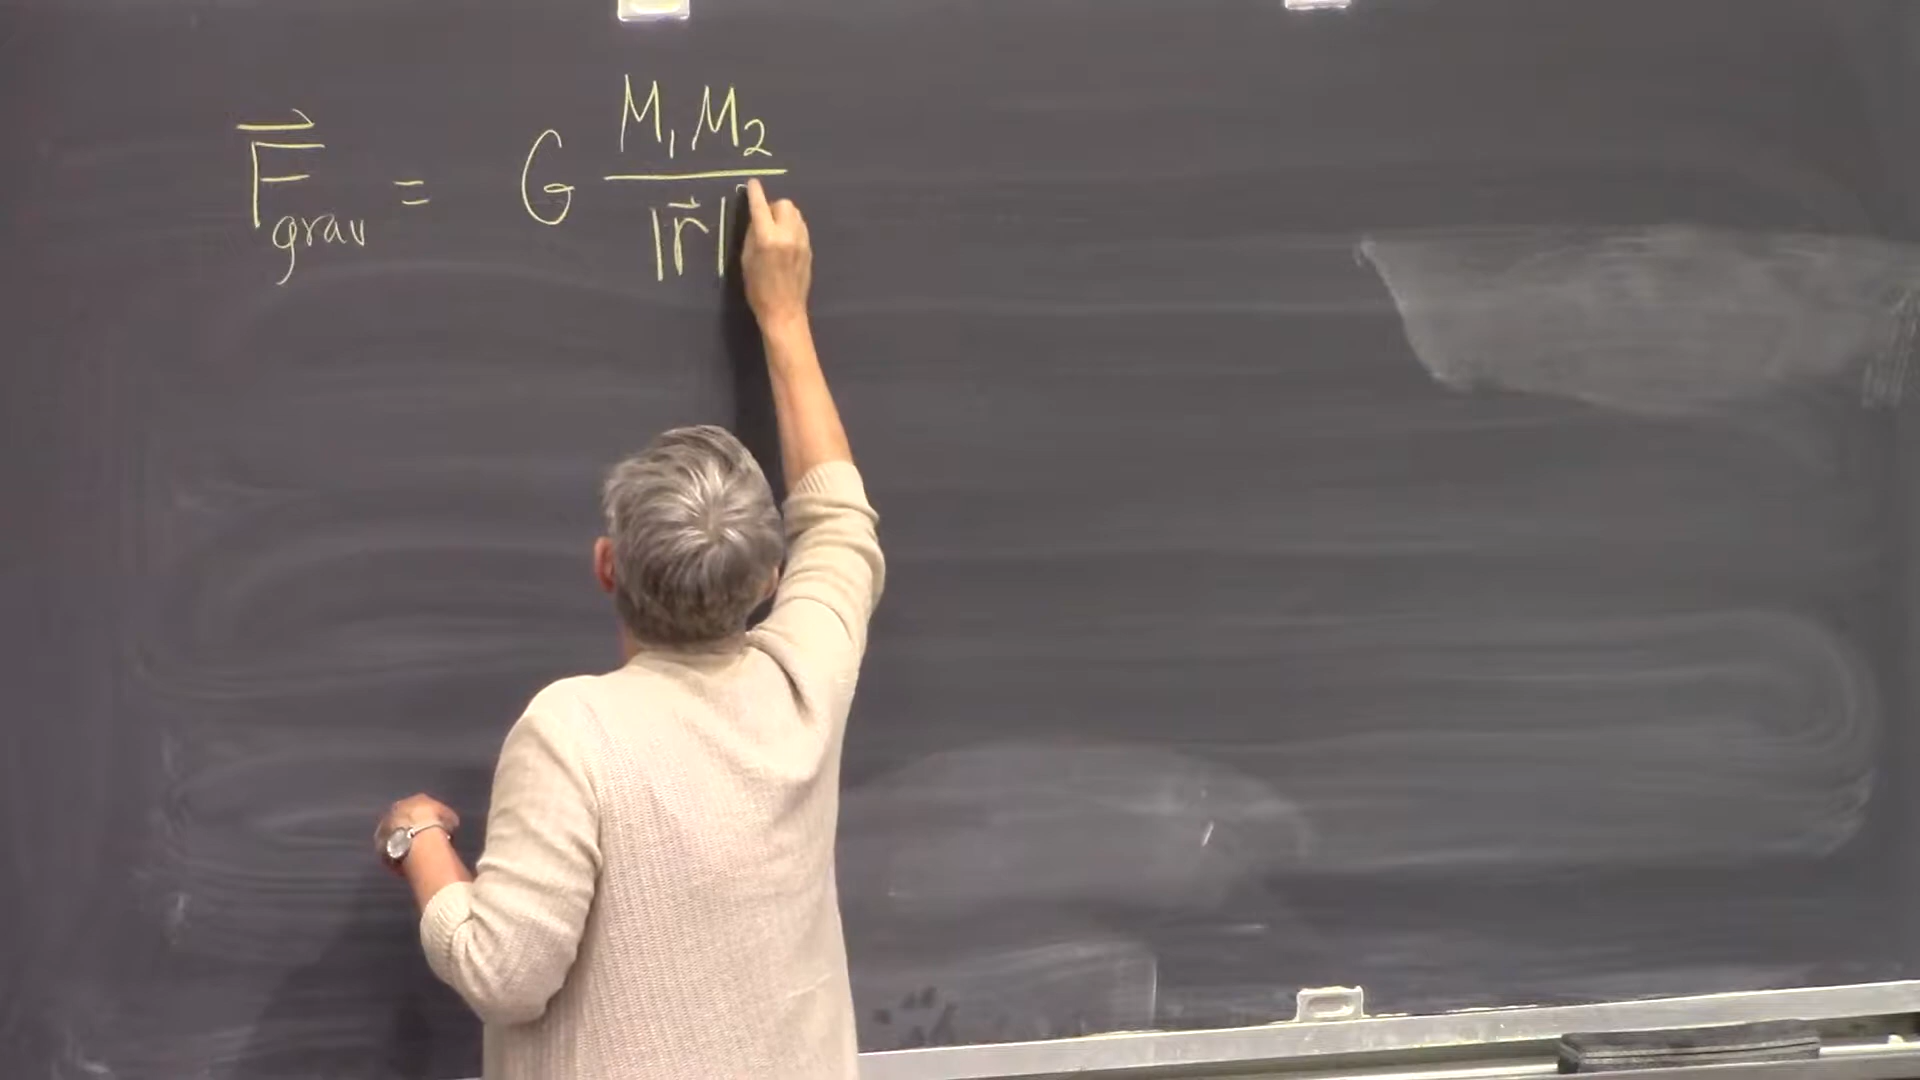 F⃗grav = G M₁M₂ / |r⃗|